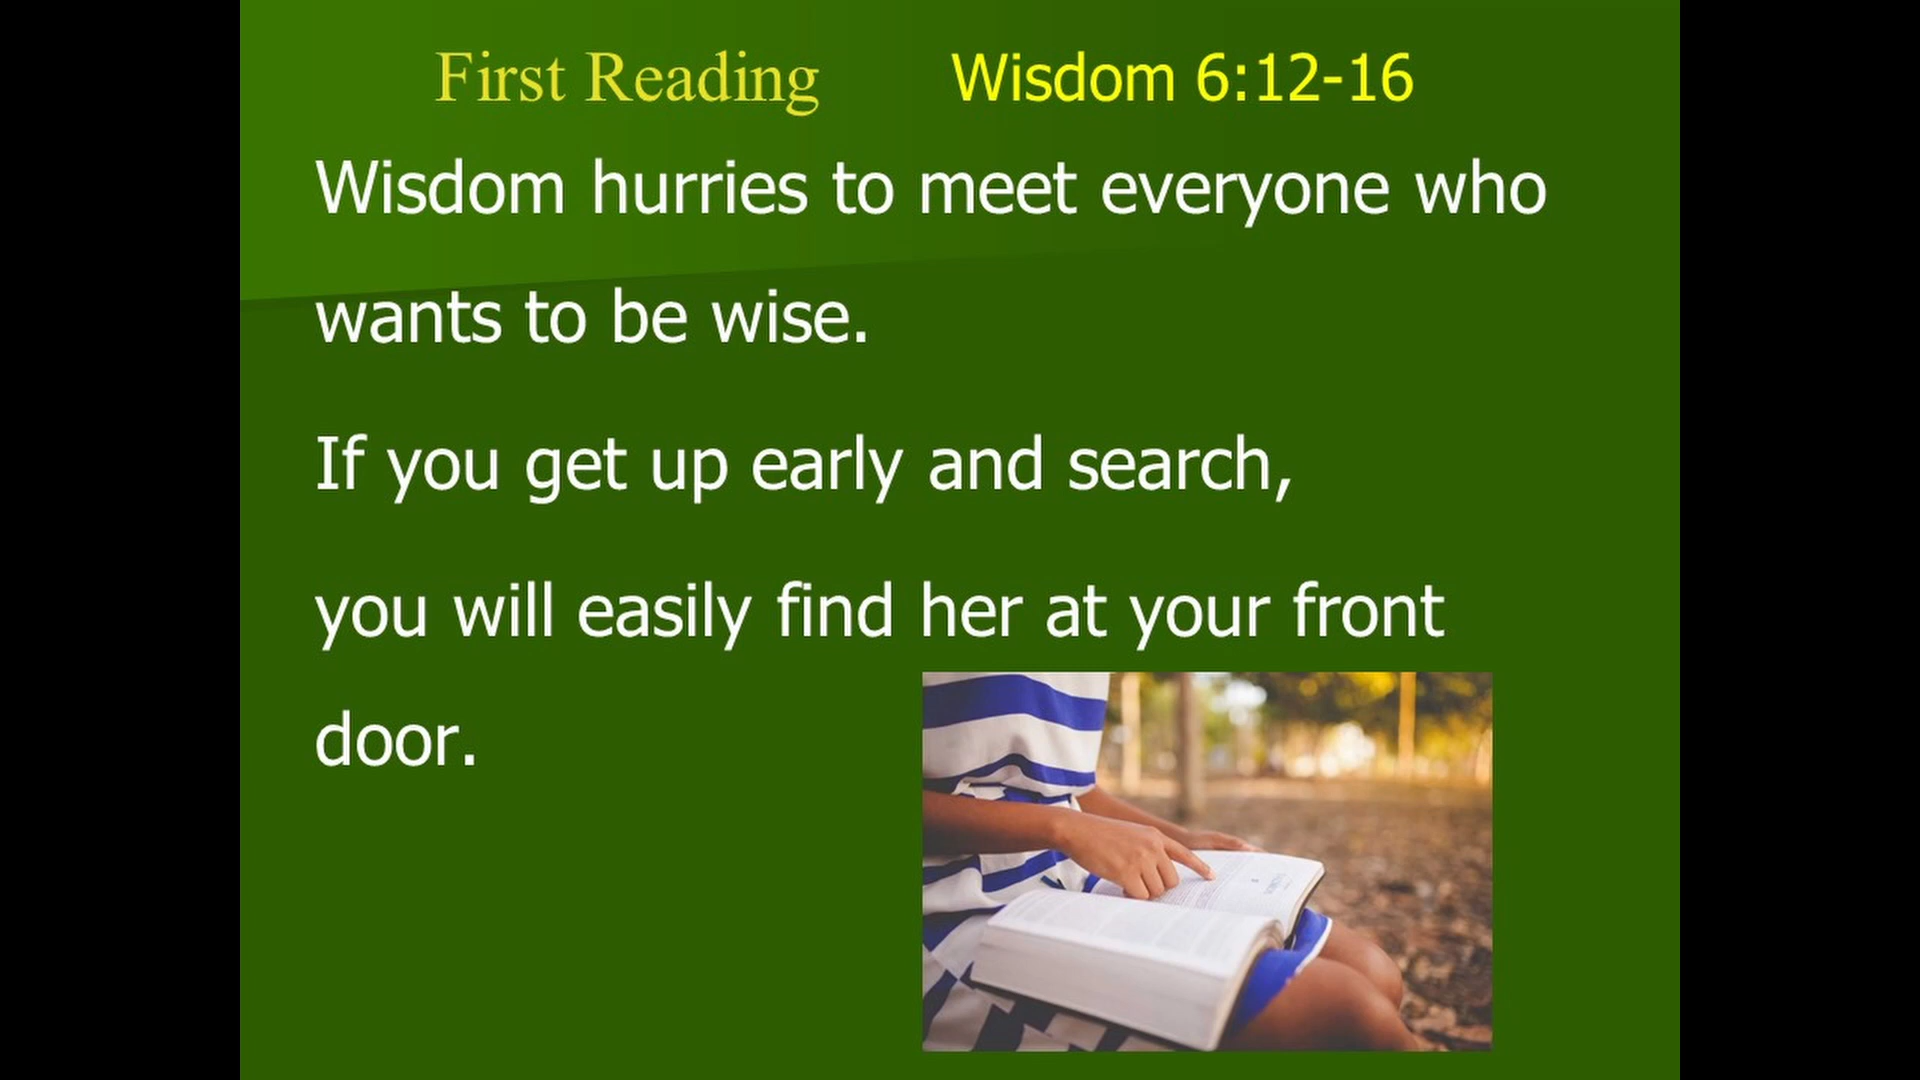 First Reading Wisdom 6:12-16
Wisdom hurries to meet everyone who
wants to be wise.
If you get up early and search,
you will easily find her at your front
door.